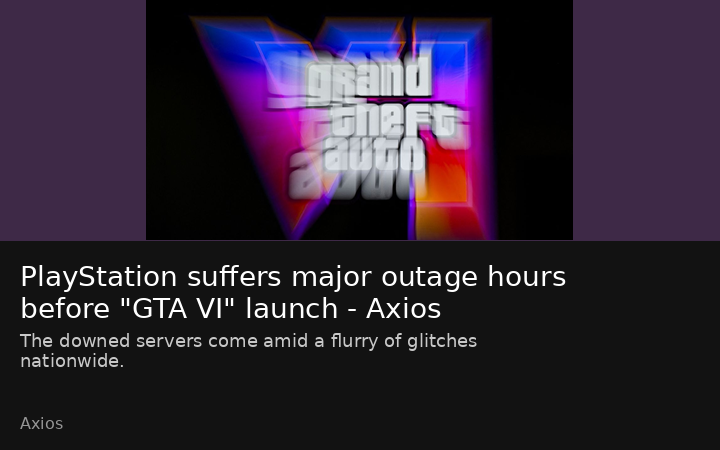 grand
theft
auto
VI
PlayStation suffers major outage hours
before "GTA VI" launch - Axios
The downed servers come amid a flurry of glitches
nationwide.
Axios